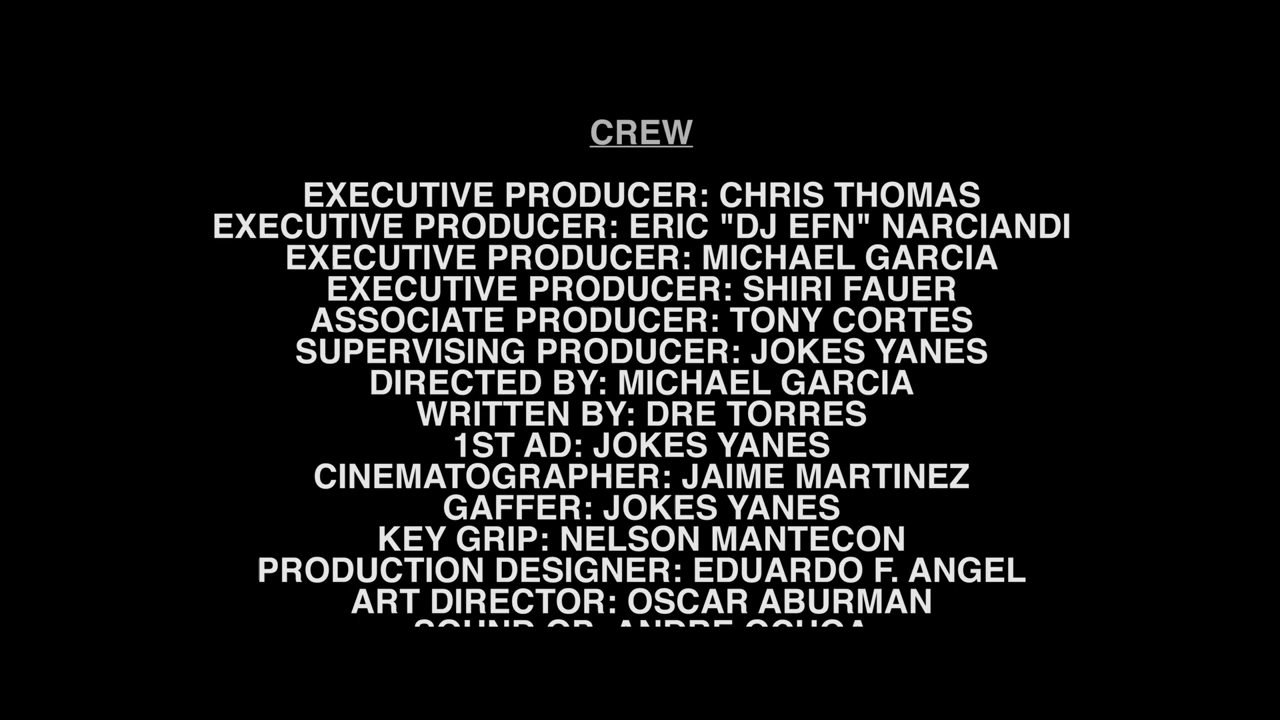 CREW
EXECUTIVE PRODUCER: CHRIS THOMAS
EXECUTIVE PRODUCER: ERIC "DJ EFN" NARCIANDI
EXECUTIVE PRODUCER: MICHAEL GARCIA
EXECUTIVE PRODUCER: SHIRI FAUER
ASSOCIATE PRODUCER: TONY CORTES
SUPERVISING PRODUCER: JOKES YANES
DIRECTED BY: MICHAEL GARCIA
WRITTEN BY: DRE TORRES
1ST AD: JOKES YANES
CINEMATOGRAPHER: JAIME MARTINEZ
GAFFER: JOKES YANES
KEY GRIP: NELSON MANTECON
PRODUCTION DESIGNER: EDUARDO F. ANGEL
ART DIRECTOR: OSCAR ABURMAN
SOUND OP: ANDRE